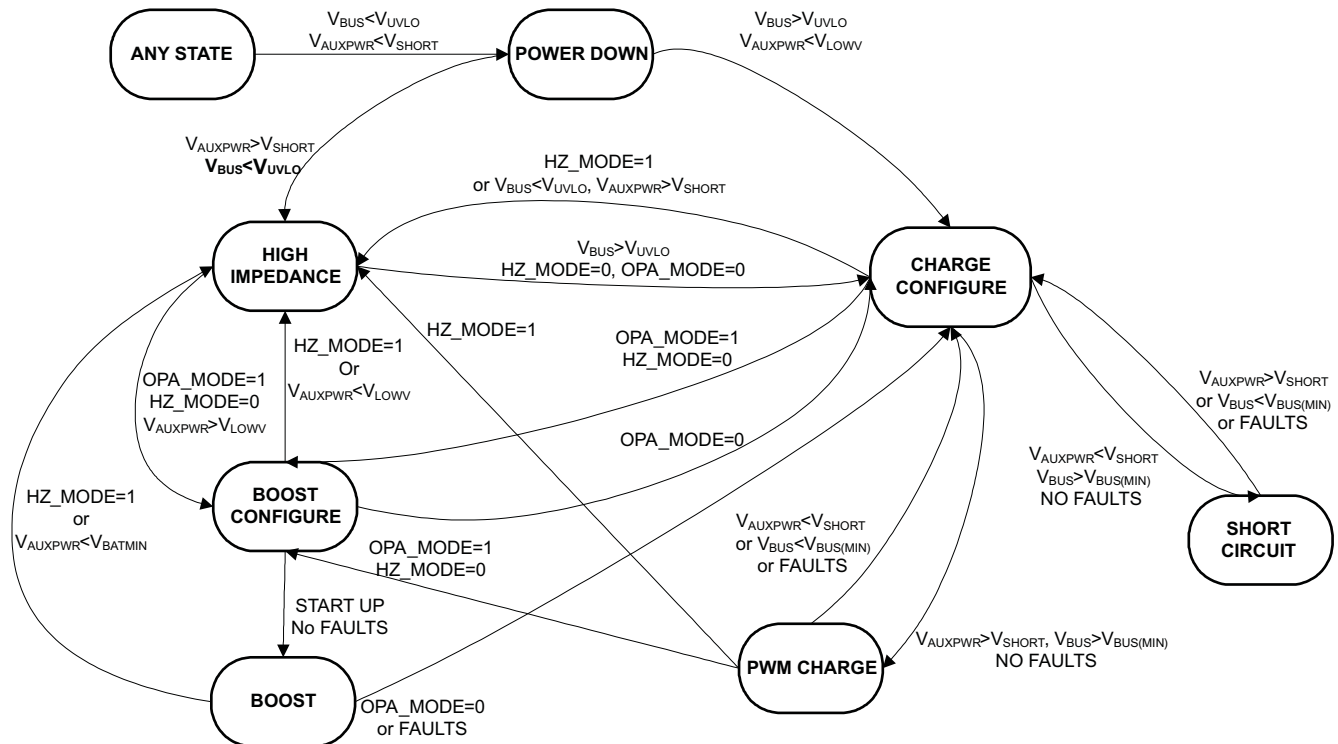 VBUS<VUVLO
VAUXPWR<VSHORT
VBUS>VUVLO
VAUXPWR<VLOWV
ANY STATE
POWER DOWN
VAUXPWR>VSHORT
VBUS<VUVLO
HZ_MODE=1
or VBUS<VUVLO, VAUXPWR>VSHORT
HIGH
IMPEDANCE
VBUS>VUVLO
HZ_MODE=0, OPA_MODE=0
CHARGE
CONFIGURE
HZ_MODE=1
Or
VAUXPWR<VLOWV
HZ_MODE=1
OPA_MODE=1
HZ_MODE=0
OPA_MODE=1
HZ_MODE=0
VAUXPWR>VLOWV
VAUXPWR>VSHORT
or VBUS<VBUS(MIN)
or FAULTS
OPA_MODE=0
VAUXPWR<VSHORT
VBUS>VBUS(MIN)
NO FAULTS
HZ_MODE=1
or
VAUXPWR<VBATMIN
BOOST
CONFIGURE
VAUXPWR<VSHORT
or VBUS<VBUS(MIN)
or FAULTS
SHORT
CIRCUIT
OPA_MODE=1
HZ_MODE=0
START UP
No FAULTS
VAUXPWR>VSHORT, VBUS>VBUS(MIN)
NO FAULTS
PWM CHARGE
BOOST
OPA_MODE=0
or FAULTS